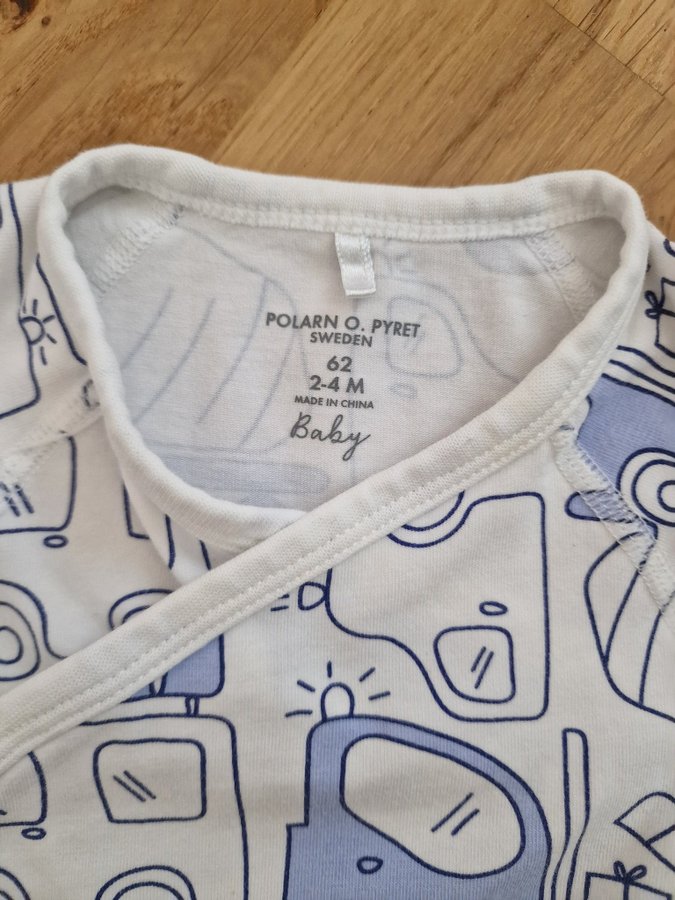 POLARN O. PYRET
SWEDEN
62
2-4 M
MADE IN CHINA
Baby